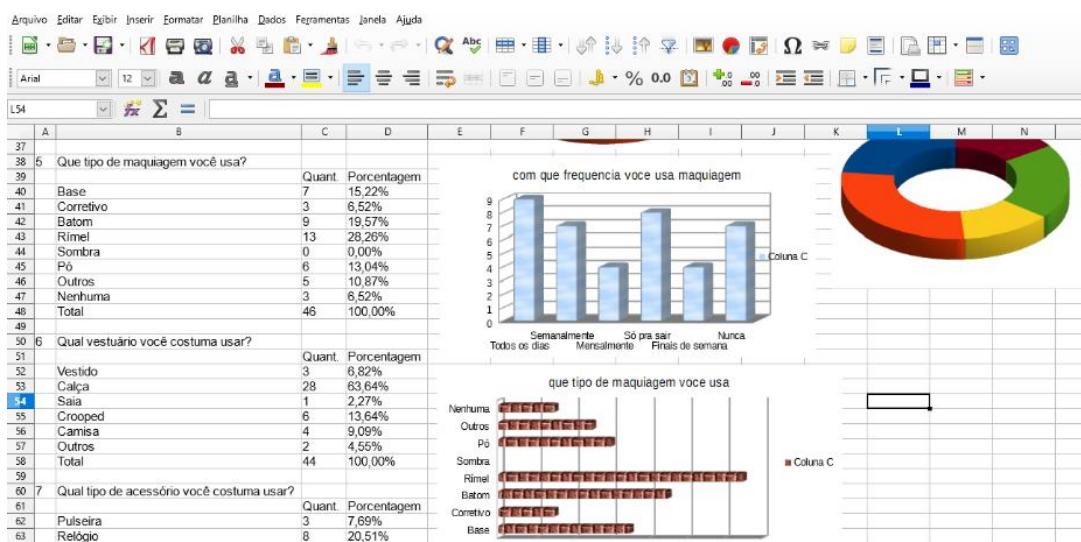 Arquivo Editar Exibir Inserir Formatar Planilha Dados Ferramentas Janela Ajuda
Abc
Arial 12 a a a a % 0.0
L54
A B C D E F G H I J K L M N
37
38 5 Que tipo de maquiagem você usa?
39 Quant. Porcentagem
40 Base 7 15,22%
41 Corretivo 3 6,52%
42 Batom 9 19,57%
43 Rímel 13 28,26%
44 Sombra 0 0,00%
45 Pó 6 13,04%
46 Outros 5 10,87%
47 Nenhuma 3 6,52%
48 Total 46 100,00%
49
50 6 Qual vestuário você costuma usar?
51 Quant. Porcentagem
52 Vestido 3 6,82%
53 Calça 28 63,64%
54 Saia 1 2,27%
55 Crooped 6 13,64%
56 Camisa 4 9,09%
57 Outros 2 4,55%
58 Total 44 100,00%
59
60 7 Qual tipo de acessório você costuma usar?
61 Quant. Porcentagem
62 Pulseira 3 7,69%
63 Relógio 8 20,51%
com que frequencia voce usa maquiagem
9
8
7
6
5
4
3
2
1
0
Coluna C
Semanalmente Só pra sair Nunca
Todos os dias Mensalmente Finais de semana
que tipo de maquiagem voce usa
Nenhuma
Outros
Pó
Sombra
Rimel
Batom
Corretivo
Base
Coluna C